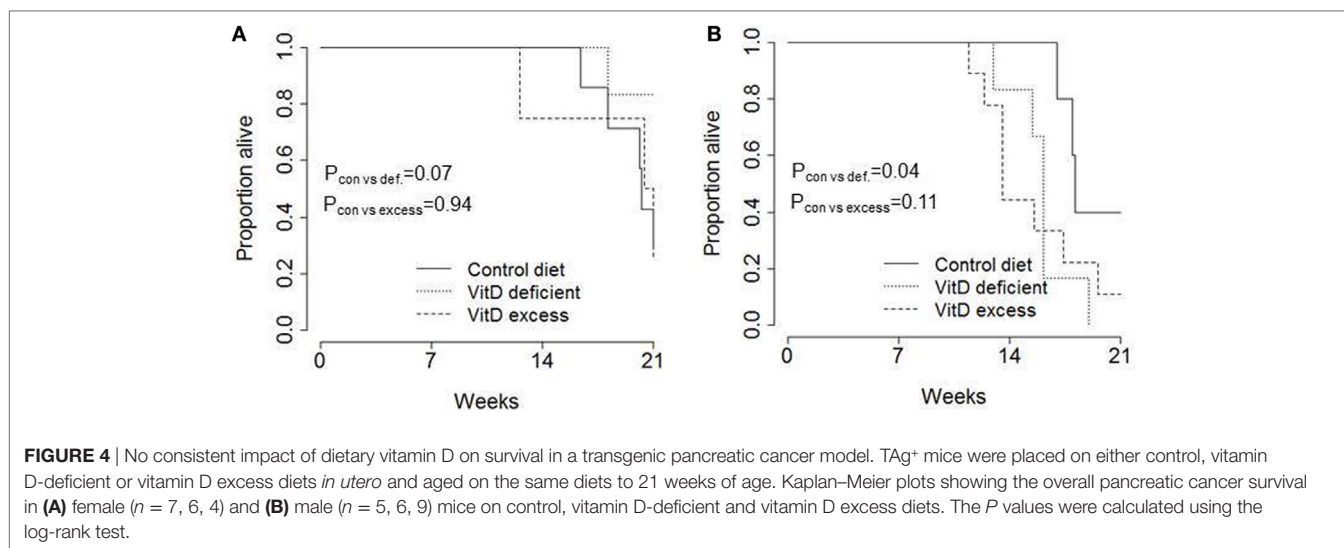 A
1.0
0.8
0.6
0.4
0.2
0.0
Proportion alive
P con vs def.=0.07
P con vs excess=0.94
Control diet
VitD deficient
VitD excess
0 7 14 21
Weeks
B
1.0
0.8
0.6
0.4
0.2
0.0
Proportion alive
P con vs def.=0.04
P con vs excess=0.11
Control diet
VitD deficient
VitD excess
0 7 14 21
Weeks
FIGURE 4 | No consistent impact of dietary vitamin D on survival in a transgenic pancreatic cancer model. TAg+ mice were placed on either control, vitamin
D-deficient or vitamin D excess diets in utero and aged on the same diets to 21 weeks of age. Kaplan–Meier plots showing the overall pancreatic cancer survival
in (A) female (n = 7, 6, 4) and (B) male (n = 5, 6, 9) mice on control, vitamin D-deficient and vitamin D excess diets. The P values were calculated using the
log-rank test.